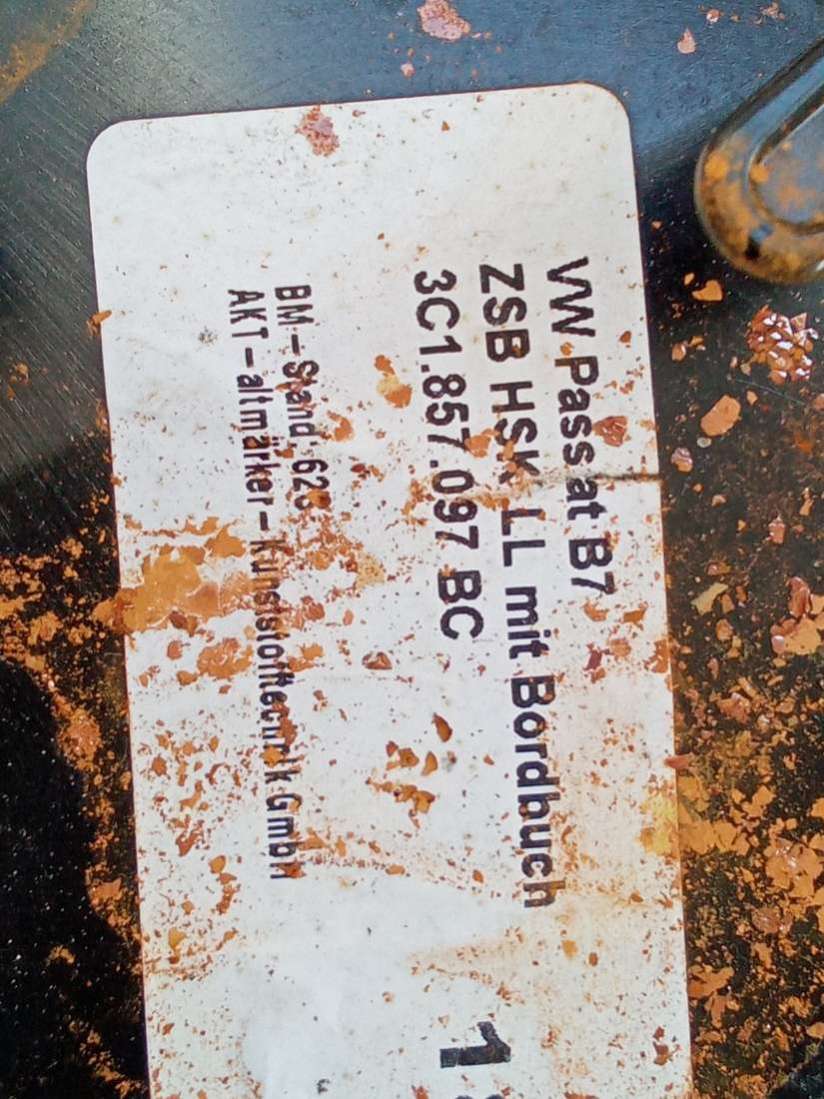 VW Passat B7
ZSB HSK LL mit Bordbuch
3C1.857.097 BC
BM – Stand: 623
AKT – altmärker – Kunststofftechnik GmbH